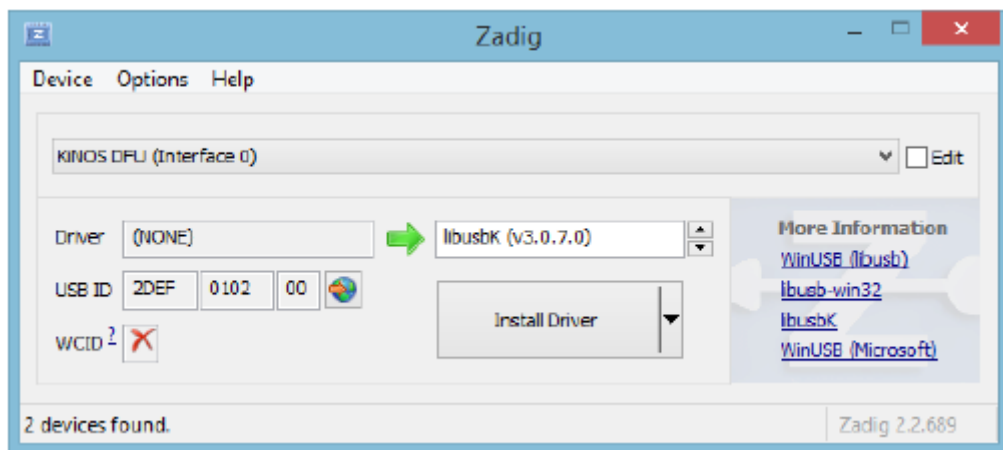 Zadig
Device Options Help
KINOS DFU (Interface 0)
Edit
Driver (NONE) libusbK (v3.0.7.0)
USB ID 2DEF 0102 00
WCID ?
Install Driver
More Information
WinUSB (libusb)
libusb-win32
libusbK
WinUSB (Microsoft)
2 devices found.
Zadig 2.2.689